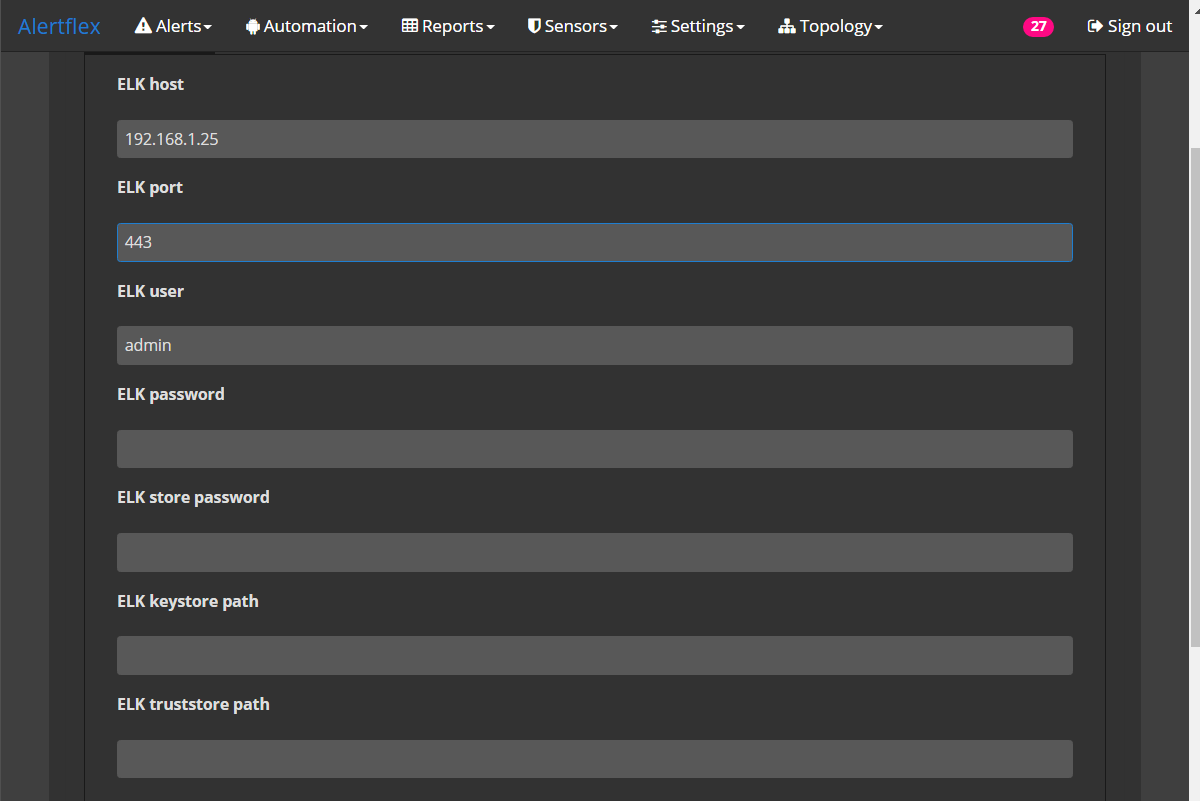 Alertflex Alerts Automation Reports Sensors Settings Topology 27 Sign out
ELK host
192.168.1.25
ELK port
443
ELK user
admin
ELK password
ELK store password
ELK keystore path
ELK truststore path